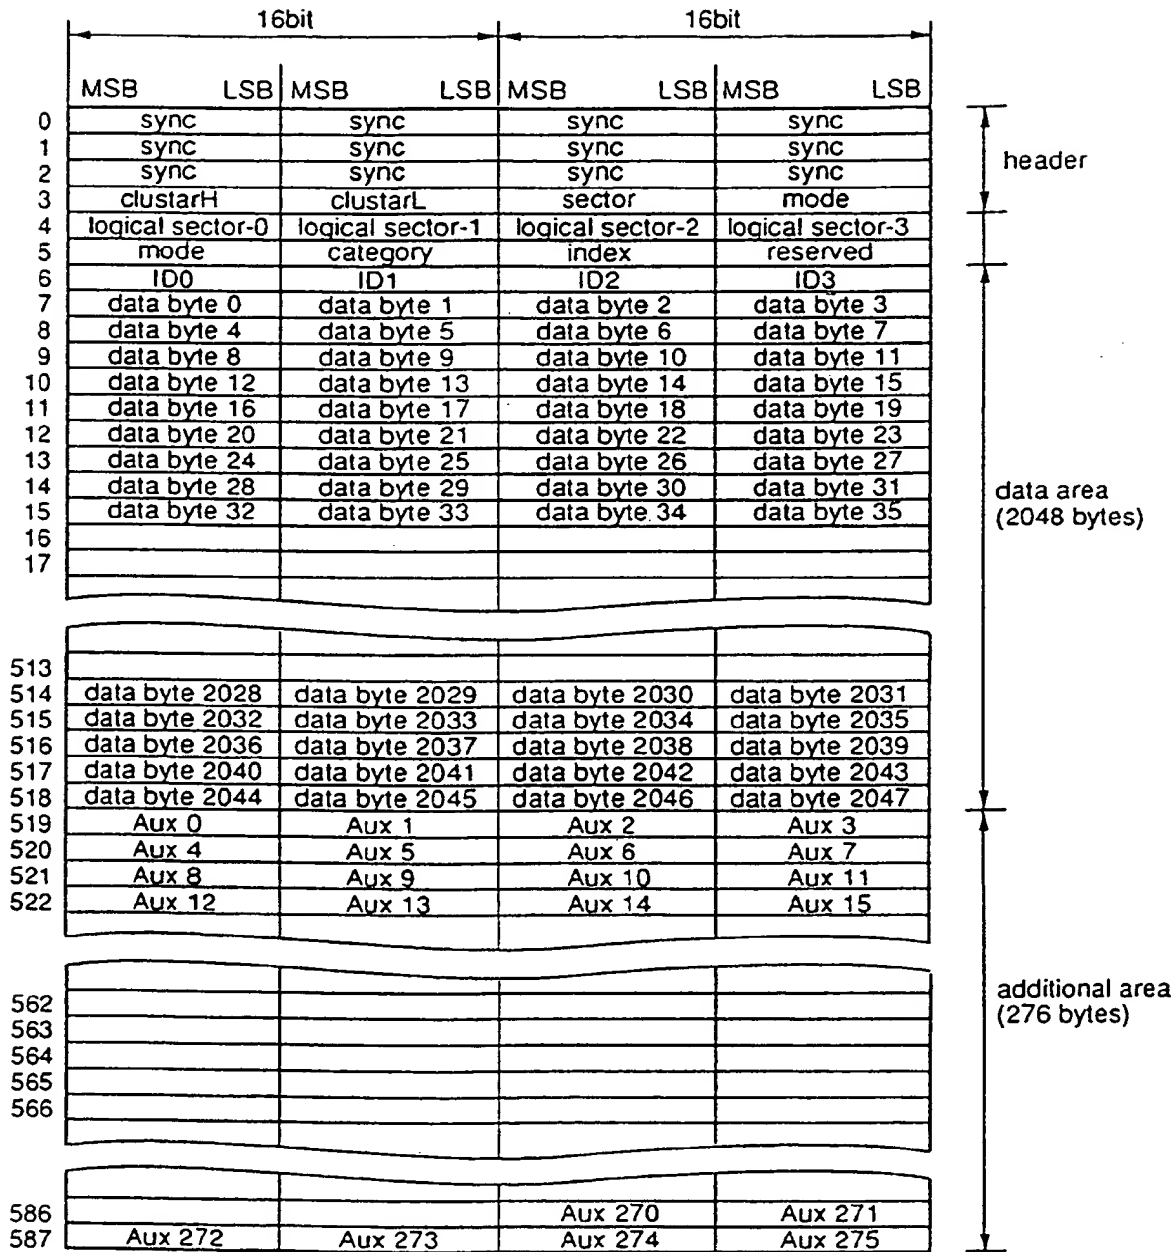 16bit 16bit
MSB LSB MSB LSB MSB LSB MSB LSB
0 sync sync sync sync
1 sync sync sync sync
2 sync sync sync sync
header
3 clustarH clustarL sector mode
4 logical sector-0 logical sector-1 logical sector-2 logical sector-3
5 mode category index reserved
6 ID0 ID1 ID2 ID3
7 data byte 0 data byte 1 data byte 2 data byte 3
8 data byte 4 data byte 5 data byte 6 data byte 7
9 data byte 8 data byte 9 data byte 10 data byte 11
10 data byte 12 data byte 13 data byte 14 data byte 15
11 data byte 16 data byte 17 data byte 18 data byte 19
12 data byte 20 data byte 21 data byte 22 data byte 23
13 data byte 24 data byte 25 data byte 26 data byte 27
14 data byte 28 data byte 29 data byte 30 data byte 31
15 data byte 32 data byte 33 data byte 34 data byte 35
data area
(2048 bytes)
16
17
513
514 data byte 2028 data byte 2029 data byte 2030 data byte 2031
515 data byte 2032 data byte 2033 data byte 2034 data byte 2035
516 data byte 2036 data byte 2037 data byte 2038 data byte 2039
517 data byte 2040 data byte 2041 data byte 2042 data byte 2043
518 data byte 2044 data byte 2045 data byte 2046 data byte 2047
519 Aux 0 Aux 1 Aux 2 Aux 3
520 Aux 4 Aux 5 Aux 6 Aux 7
521 Aux 8 Aux 9 Aux 10 Aux 11
522 Aux 12 Aux 13 Aux 14 Aux 15
562
563
564
565
566
additional area
(276 bytes)
586 Aux 270 Aux 271
587 Aux 272 Aux 273 Aux 274 Aux 275